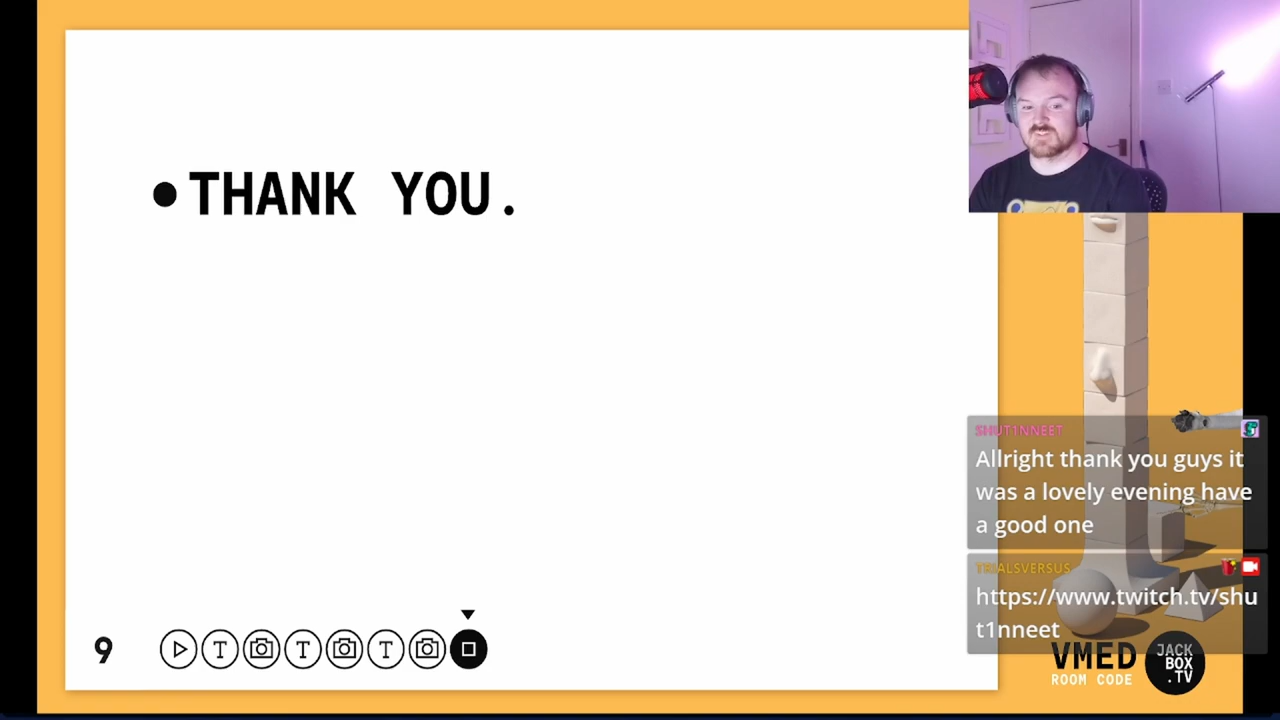 THANK YOU.
SHUT1NNEET
Allright thank you guys it
was a lovely evening have
a good one
TRIALSVERSUS
https://www.twitch.tv/shu
t1nneet
9
T
T
T
VMED
ROOM CODE
JACK
BOX
.TV